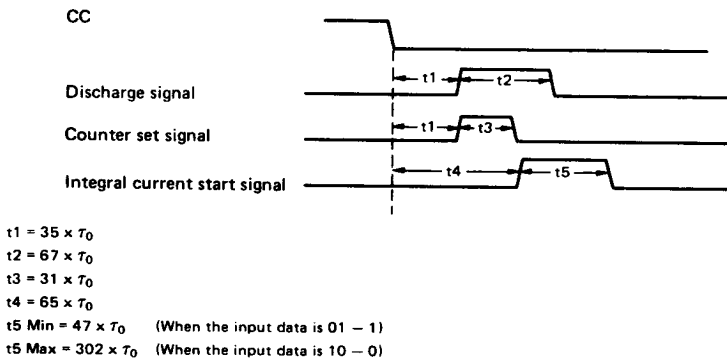 CC
t1 t2
Discharge signal
t1 t3
Counter set signal
t4 t5
Integral current start signal
t1 = 35 x τ0
t2 = 67 x τ0
t3 = 31 x τ0
t4 = 65 x τ0
t5 Min = 47 x τ0 (When the input data is 01 – 1)
t5 Max = 302 x τ0 (When the input data is 10 – 0)